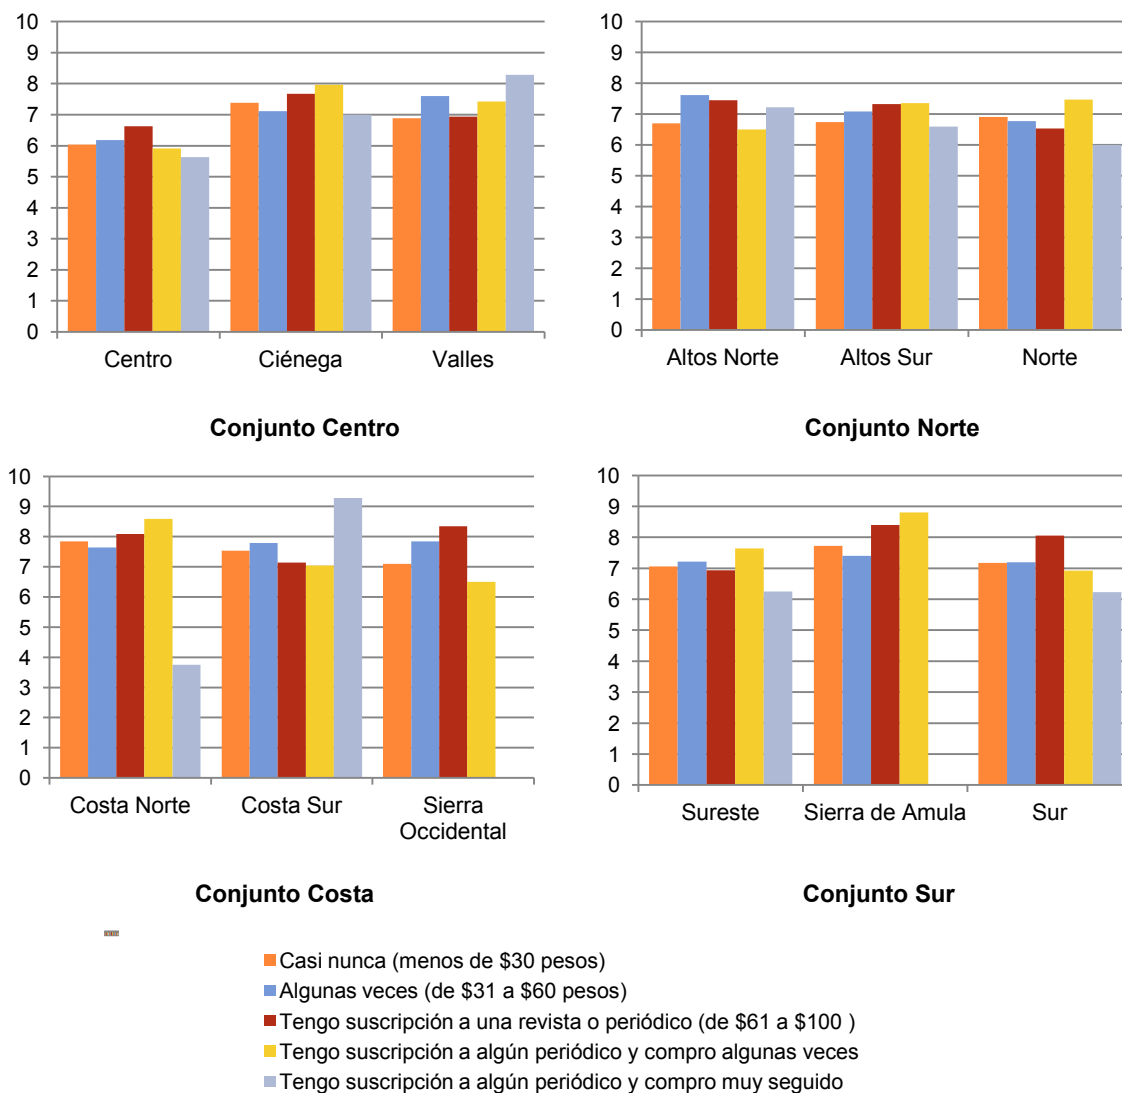 10
9
8
7
6
5
4
3
2
1
0
Centro
Ciénega
Valles
Conjunto Centro
10
9
8
7
6
5
4
3
2
1
0
Altos Norte
Altos Sur
Norte
Conjunto Norte
10
9
8
7
6
5
4
3
2
1
0
Costa Norte
Costa Sur
Sierra
Occidental
Conjunto Costa
10
9
8
7
6
5
4
3
2
1
0
Sureste
Sierra de Amula
Sur
Conjunto Sur
Casi nunca (menos de $30 pesos)
Algunas veces (de $31 a $60 pesos)
Tengo suscripción a una revista o periódico (de $61 a $100 )
Tengo suscripción a algún periódico y compro algunas veces
Tengo suscripción a algún periódico y compro muy seguido